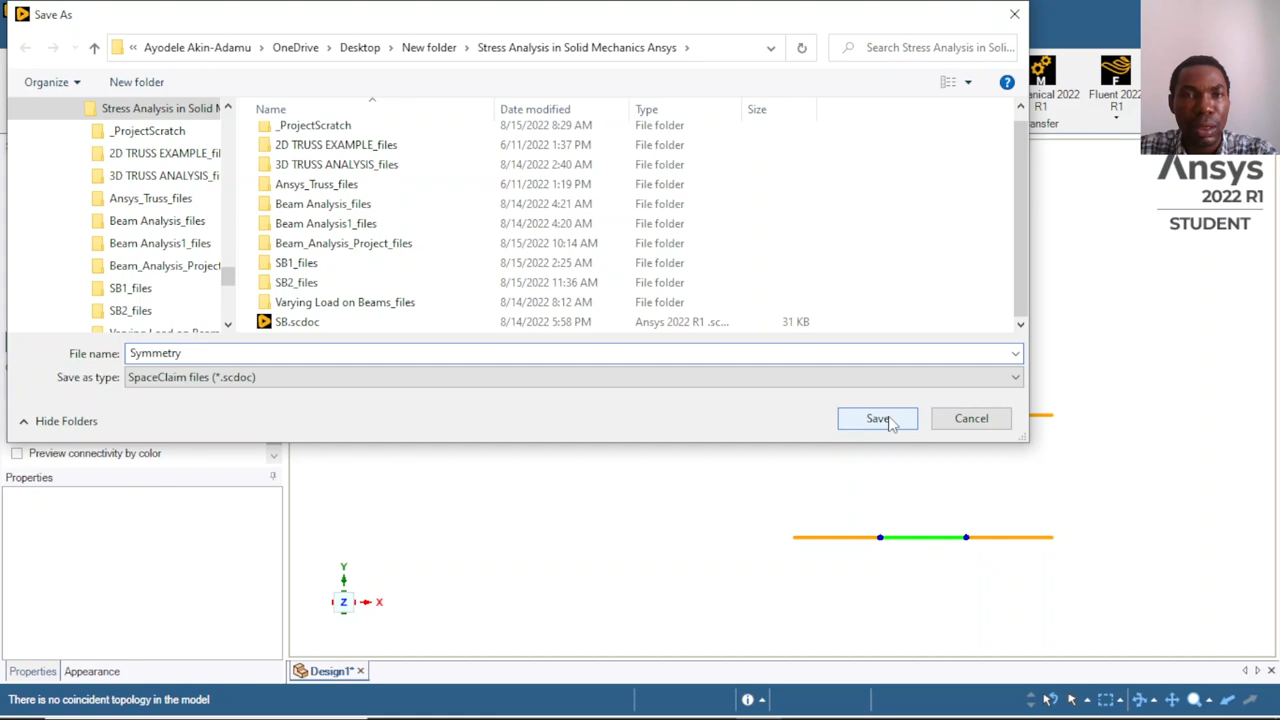 Save As
« Ayodele Akin-Adamu > OneDrive > Desktop > New folder > Stress Analysis in Solid Mechanics Ansys >
Search Stress Analysis in Soli...
Organize
New folder
Stress Analysis in Solid M
_ProjectScratch
2D TRUSS EXAMPLE_fil
3D TRUSS ANALYSIS_fi
Ansys_Truss_files
Beam Analysis_files
Beam Analysis1_files
Beam_Analysis_Project
SB1_files
SB2_files
Name Date modified Type Size
_ProjectScratch 8/15/2022 8:29 AM File folder
2D TRUSS EXAMPLE_files 6/11/2022 1:37 PM File folder
3D TRUSS ANALYSIS_files 8/14/2022 2:40 AM File folder
Ansys_Truss_files 6/11/2022 1:19 PM File folder
Beam Analysis_files 8/14/2022 4:21 AM File folder
Beam Analysis1_files 8/14/2022 4:20 AM File folder
Beam_Analysis_Project_files 8/15/2022 10:14 AM File folder
SB1_files 8/15/2022 2:25 AM File folder
SB2_files 8/15/2022 11:36 AM File folder
Varying Load on Beams_files 8/14/2022 8:12 AM File folder
SB.scdoc 8/14/2022 5:58 PM Ansys 2022 R1 .sc... 31 KB
File name: Symmetry
Save as type: SpaceClaim files (*.scdoc)
Hide Folders
Save
Cancel
M
F
anical 2022
R1
Fluent 2022
R1
nsfer
Ansys
2022 R1
STUDENT
Preview connectivity by color
Properties
Y
Z
X
Properties
Appearance
Design1*
There is no coincident topology in the model